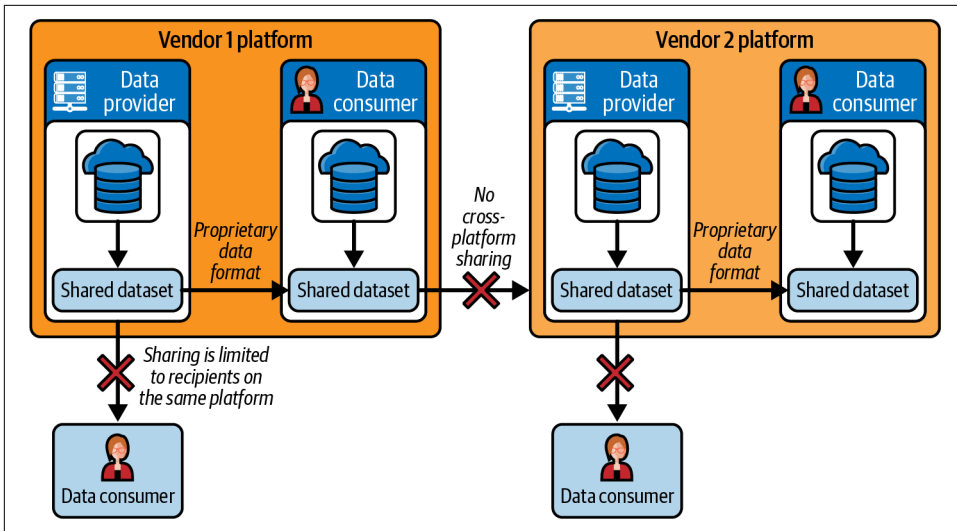 Vendor 1 platform
Data
provider
Data
consumer
Proprietary
data
format
Shared dataset
Shared dataset
No
cross-
platform
sharing
Vendor 2 platform
Data
provider
Data
consumer
Proprietary
data
format
Shared dataset
Shared dataset
Sharing is limited
to recipients on
the same platform
Data consumer
Data consumer